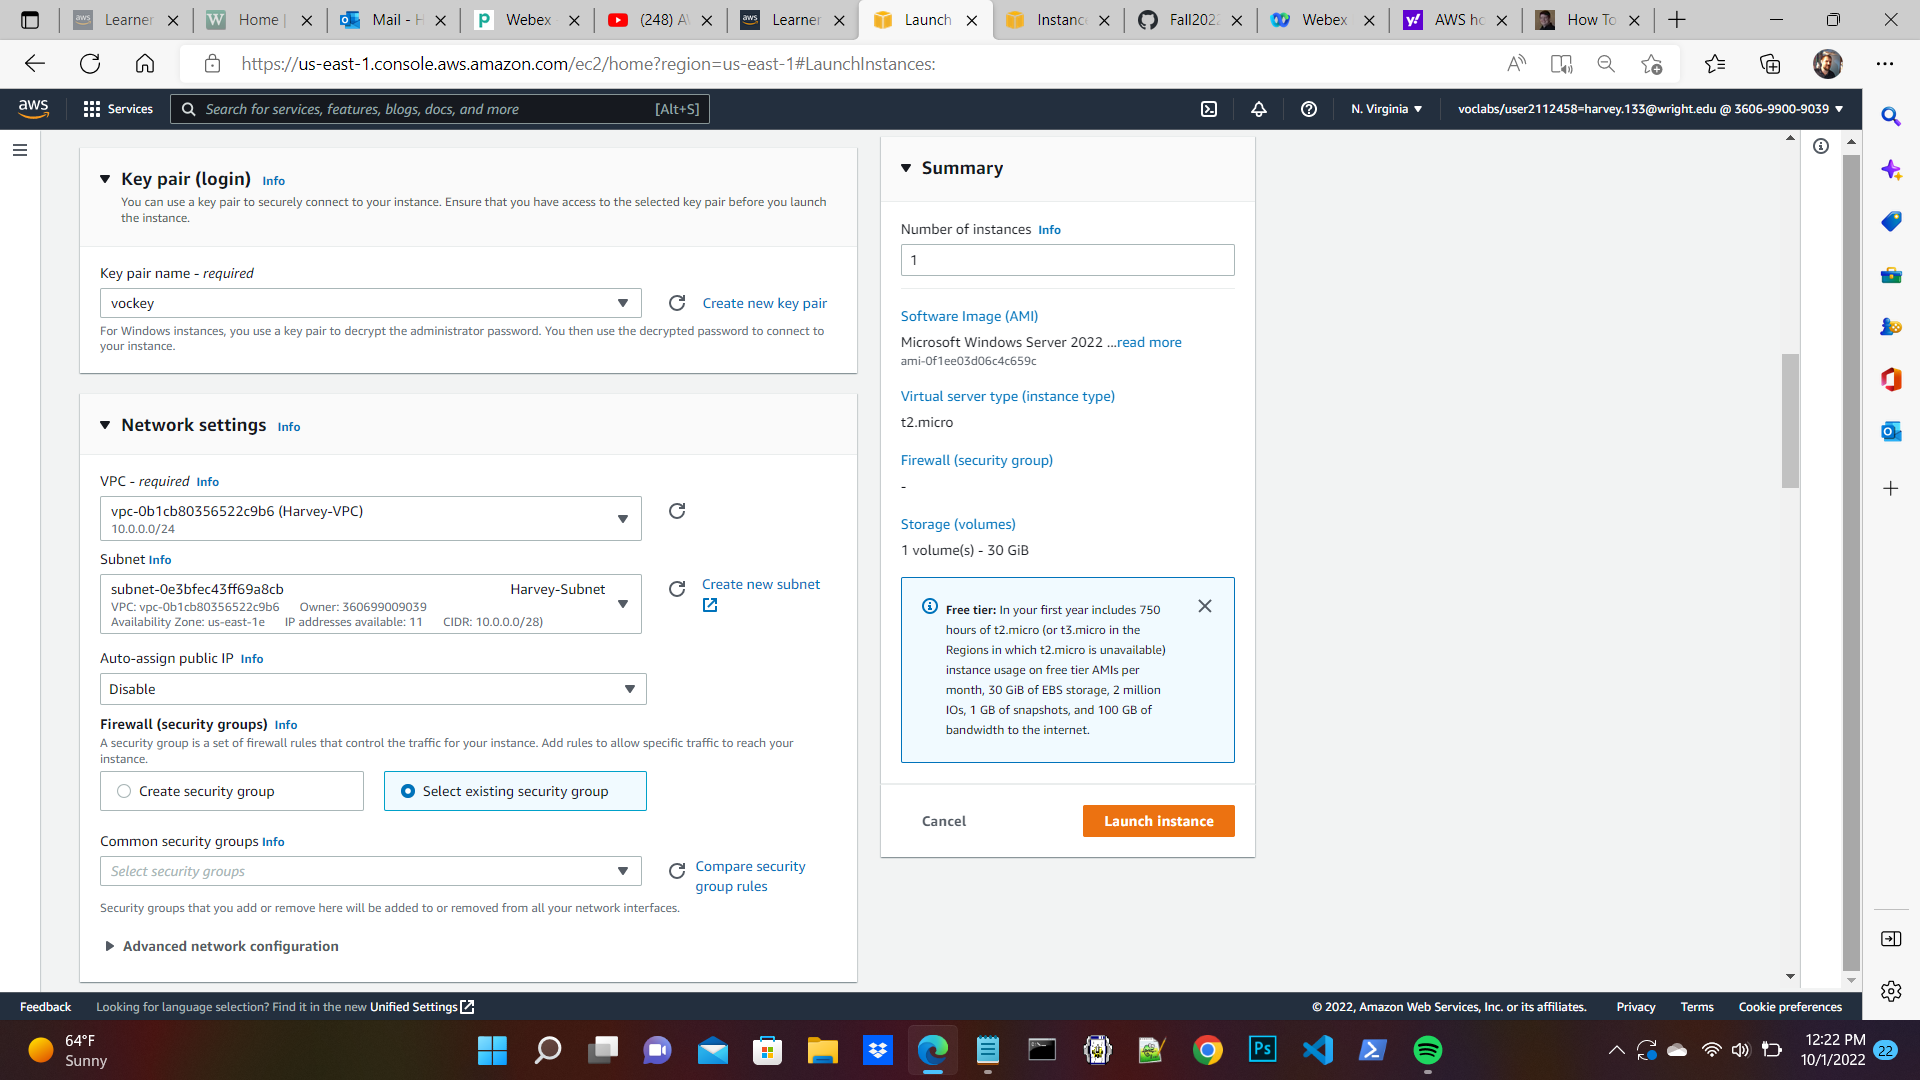 Learner
Home |
Mail - H
Webex
(248) A
Learner
Launch
Instanc
Fall202
Webex
AWS ho
How To
https://us-east-1.console.aws.amazon.com/ec2/home?region=us-east-1#LaunchInstances:
aws
Services
Search for services, features, blogs, docs, and more
[Alt+S]
N. Virginia
voclabs/user2112458=harvey.133@wright.edu @ 3606-9900-9039
Key pair (login) Info
You can use a key pair to securely connect to your instance. Ensure that you have access to the selected key pair before you launch
the instance.
Key pair name - required
vockey
Create new key pair
For Windows instances, you use a key pair to decrypt the administrator password. You then use the decrypted password to connect to
your instance.
Network settings Info
VPC - required Info
vpc-0b1cb80356522c9b6 (Harvey-VPC)
10.0.0.0/24
Subnet Info
subnet-0e3bfec43ff69a8cb Harvey-Subnet
VPC: vpc-0b1cb80356522c9b6 Owner: 360699009039
Availability Zone: us-east-1e IP addresses available: 11 CIDR: 10.0.0.0/28)
Create new subnet
Auto-assign public IP Info
Disable
Firewall (security groups) Info
A security group is a set of firewall rules that control the traffic for your instance. Add rules to allow specific traffic to reach your
instance.
Create security group
Select existing security group
Common security groups Info
Select security groups
Compare security
group rules
Security groups that you add or remove here will be added to or removed from all your network interfaces.
Advanced network configuration
Summary
Number of instances Info
1
Software Image (AMI)
Microsoft Windows Server 2022 ...read more
ami-0f1ee03d06c4c659c
Virtual server type (instance type)
t2.micro
Firewall (security group)
-
Storage (volumes)
1 volume(s) - 30 GiB
Free tier: In your first year includes 750
hours of t2.micro (or t3.micro in the
Regions in which t2.micro is unavailable)
instance usage on free tier AMIs per
month, 30 GiB of EBS storage, 2 million
IOs, 1 GB of snapshots, and 100 GB of
bandwidth to the internet.
Cancel
Launch instance
Feedback
Looking for language selection? Find it in the new Unified Settings
© 2022, Amazon Web Services, Inc. or its affiliates.
Privacy
Terms
Cookie preferences
64°F
Sunny
Ps
12:22 PM
10/1/2022
22